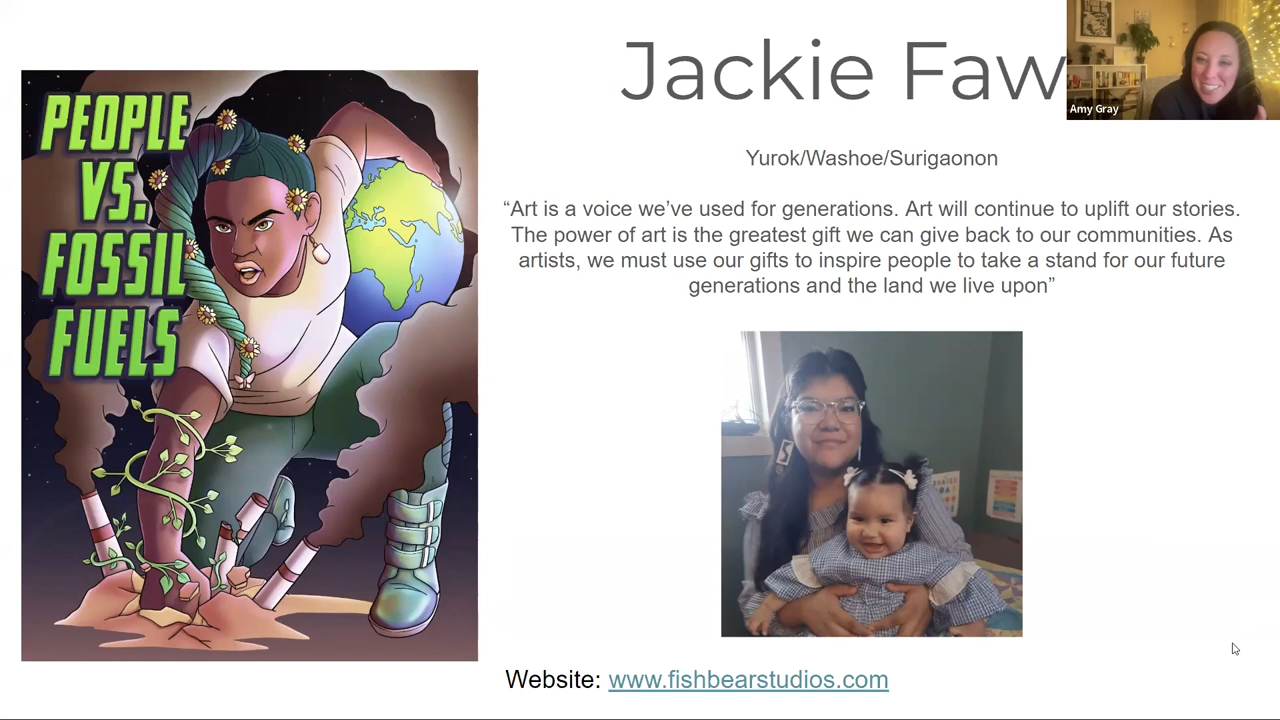 Jackie Faw
Amy Gray
PEOPLE
VS.
FOSSIL
FUELS
Yurok/Washoe/Surigaonon
“Art is a voice we’ve used for generations. Art will continue to uplift our stories.
The power of art is the greatest gift we can give back to our communities. As
artists, we must use our gifts to inspire people to take a stand for our future
generations and the land we live upon”
Website: www.fishbearstudios.com